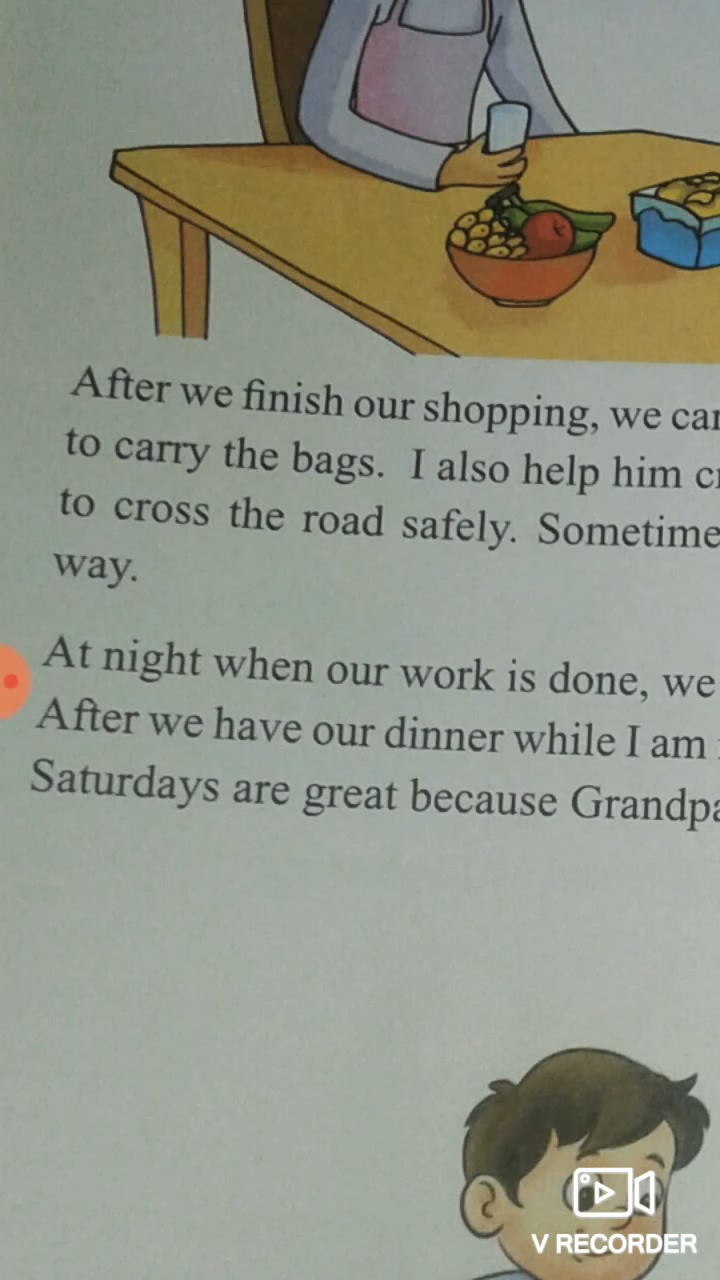 After we finish our shopping, we
to carry the bags. I also help him
to cross the road safely. Sometime
way.
At night when our work is done, we
After we have our dinner while I am
Saturdays are great because Grandpa
V RECORDER